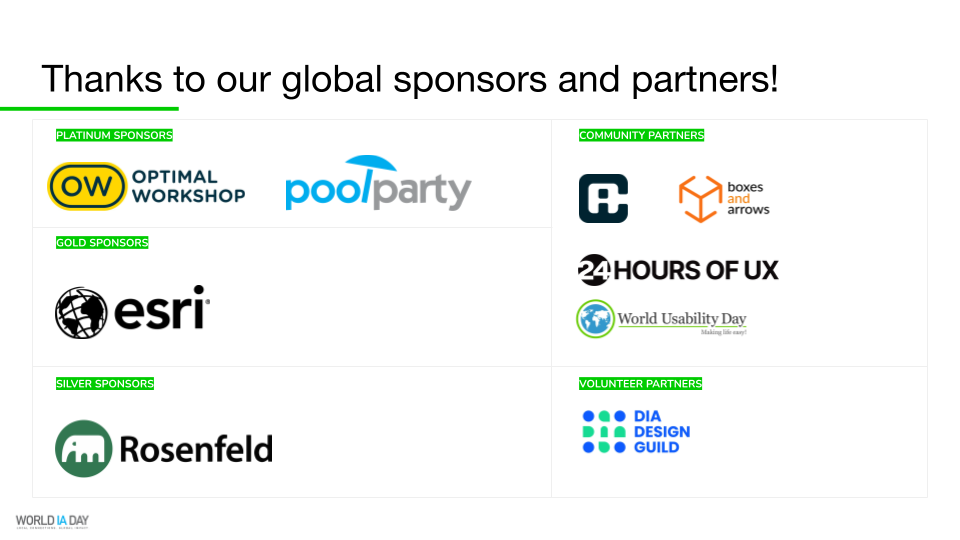 Thanks to our global sponsors and partners!
PLATINUM SPONSORS
OW OPTIMAL
WORKSHOP
poolparty
GOLD SPONSORS
esri
SILVER SPONSORS
Rosenfeld
COMMUNITY PARTNERS
boxes
and
arrows
24 HOURS OF UX
World Usability Day
Making life easy!
VOLUNTEER PARTNERS
DIA
DESIGN
GUILD
WORLD IA DAY